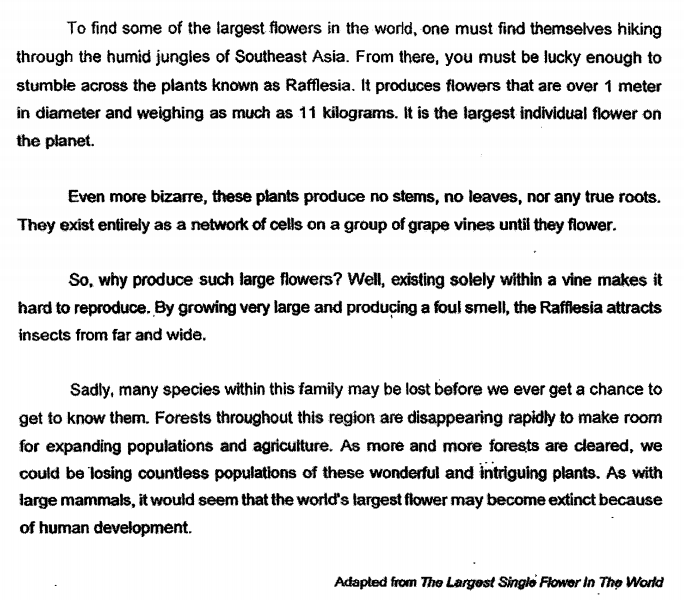 To find some of the largest flowers in the world, one must find themselves hiking
through the humid jungles of Southeast Asia. From there, you must be lucky enough to
stumble across the plants known as Rafflesia. It produces flowers that are over 1 meter
in diameter and weighing as much as 11 kilograms. It is the largest individual flower on
the planet.
Even more bizarre, these plants produce no stems, no leaves, nor any true roots.
They exist entirely as a network of cells on a group of grape vines until they flower.
So, why produce such large flowers? Well, existing solely within a vine makes it
hard to reproduce. By growing very large and producing a foul smell, the Rafflesia attracts
insects from far and wide.
Sadly, many species within this family may be lost before we ever get a chance to
get to know them. Forests throughout this region are disappearing rapidly to make room
for expanding populations and agriculture. As more and more forests are cleared, we
could be losing countless populations of these wonderful and intriguing plants. As with
large mammals, it would seem that the world's largest flower may become extinct because
of human development.
Adapted from The Largest Single Flower In The World